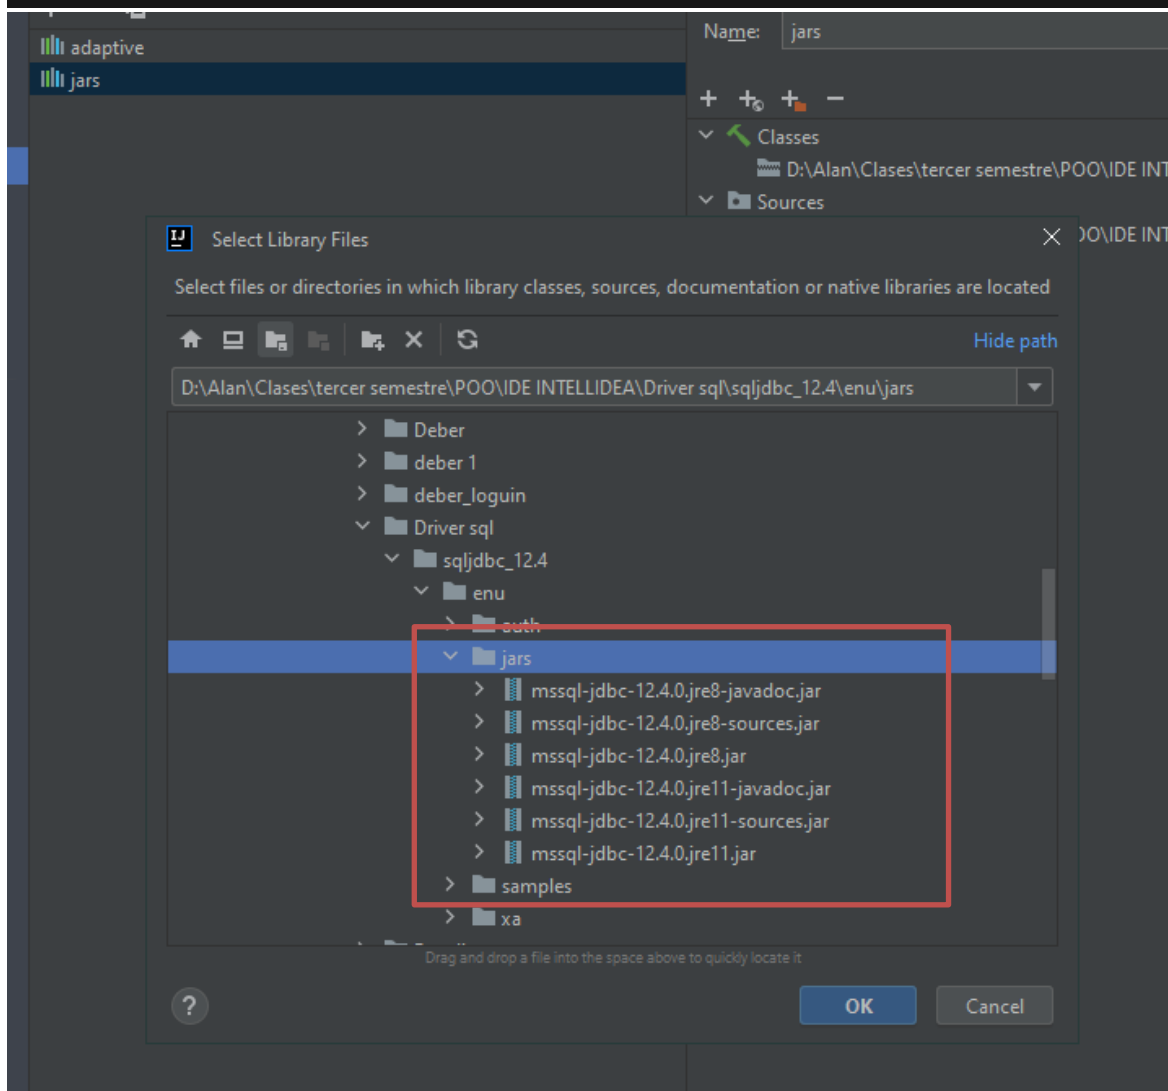 adaptive
jars
Name: jars
Classes
D:\Alan\Clases\tercer semestre\POO\IDE INT
Sources
OO\IDE INT
Select Library Files
Select files or directories in which library classes, sources, documentation or native libraries are located
Hide path
D:\Alan\Clases\tercer semestre\POO\IDE INTELLIDEA\Driver sql\sqljdbc_12.4\enu\jars
Deber
deber 1
deber_loguin
Driver sql
sqljdbc_12.4
enu
auth
jars
mssql-jdbc-12.4.0.jre8-javadoc.jar
mssql-jdbc-12.4.0.jre8-sources.jar
mssql-jdbc-12.4.0.jre8.jar
mssql-jdbc-12.4.0.jre11-javadoc.jar
mssql-jdbc-12.4.0.jre11-sources.jar
mssql-jdbc-12.4.0.jre11.jar
samples
xa
Drag and drop a file into the space above to quickly locate it
? OK Cancel